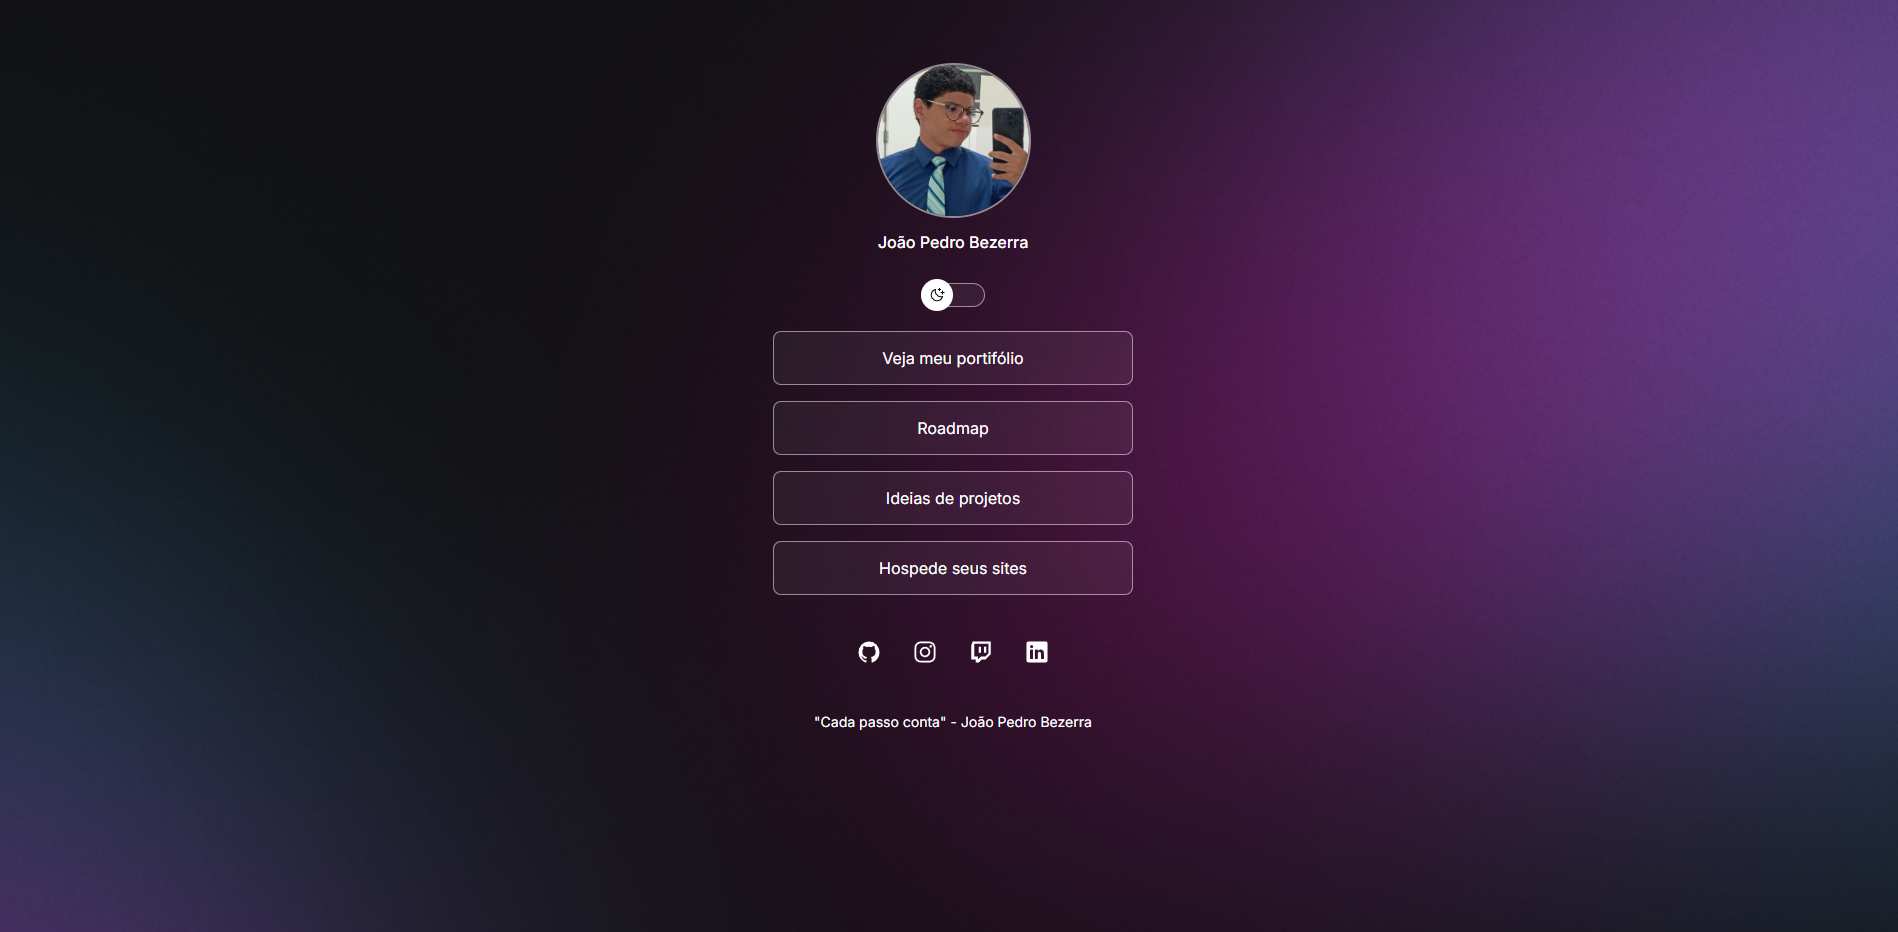 João Pedro Bezerra
Veja meu portifólio
Roadmap
Ideias de projetos
Hospede seus sites
"Cada passo conta" - João Pedro Bezerra